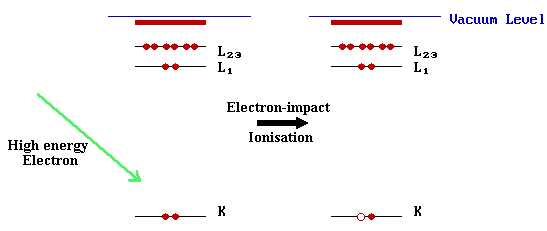 Vacuum Level
L23
L1
L23
L1
Electron-impact
Ionisation
High energy
Electron
K
K